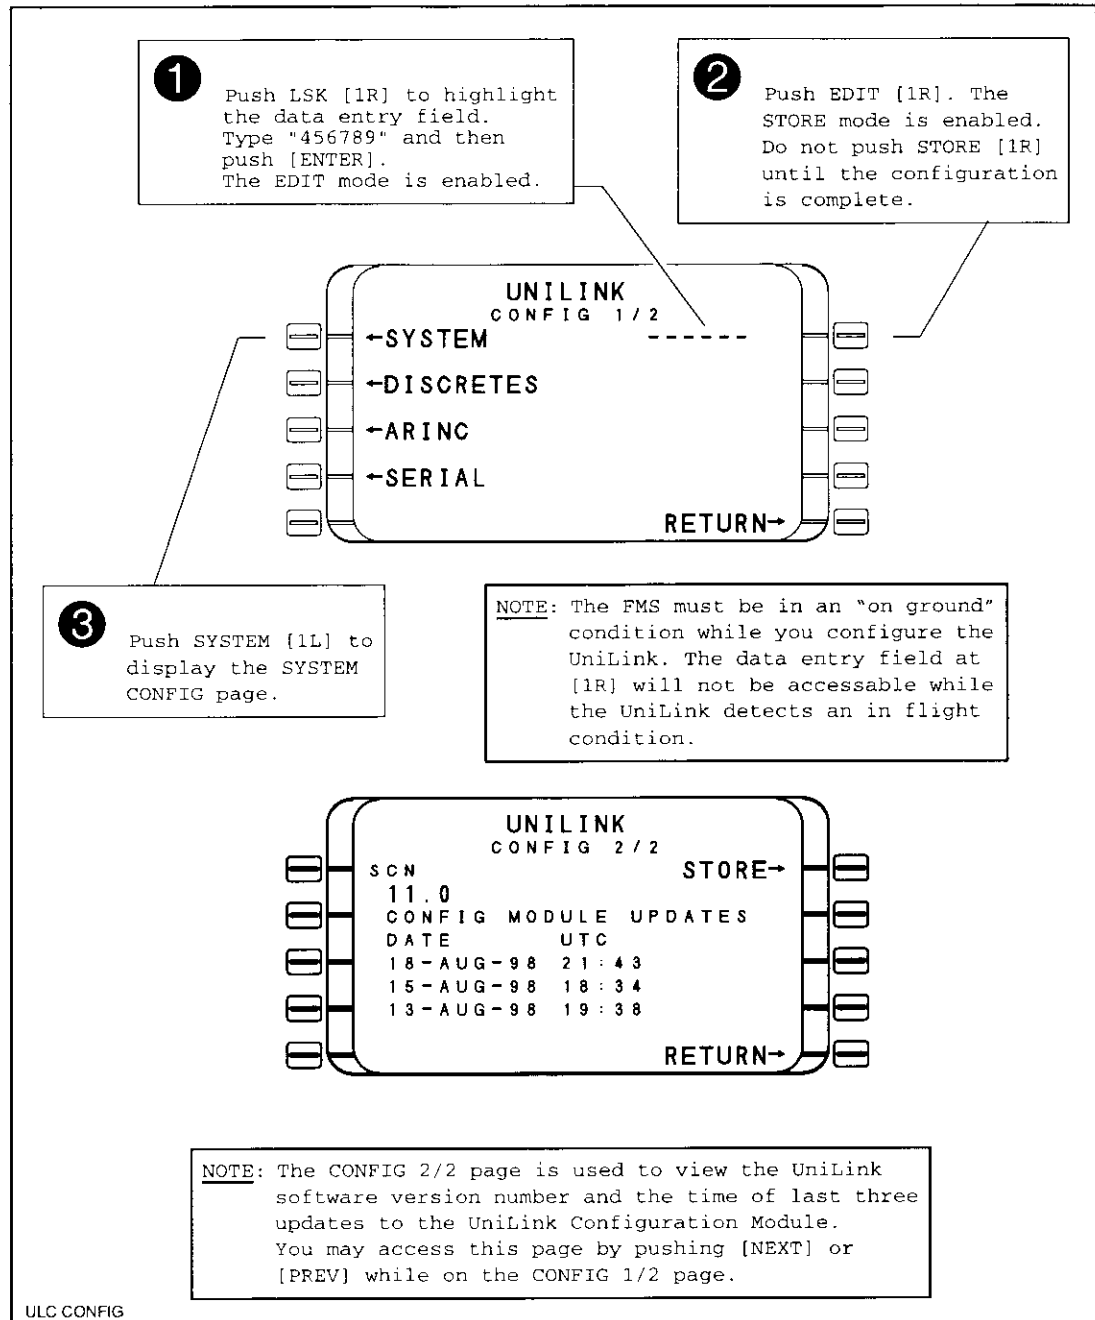 1
Push LSK [1R] to highlight
the data entry field.
Type "456789" and then
push [ENTER].
The EDIT mode is enabled.
2
Push EDIT [1R]. The
STORE mode is enabled.
Do not push STORE [1R]
until the configuration
is complete.
UNILINK
CONFIG 1/2
←SYSTEM ------
←DISCRETES
←ARINC
←SERIAL
RETURN→
3
Push SYSTEM [1L] to
display the SYSTEM
CONFIG page.
NOTE: The FMS must be in an "on ground"
condition while you configure the
UniLink. The data entry field at
[1R] will not be accessable while
the UniLink detects an in flight
condition.
UNILINK
CONFIG 2/2
SCN STORE→
11.0
CONFIG MODULE UPDATES
DATE UTC
18-AUG-98 21:43
15-AUG-98 18:34
13-AUG-98 19:38
RETURN→
NOTE: The CONFIG 2/2 page is used to view the UniLink
software version number and the time of last three
updates to the UniLink Configuration Module.
You may access this page by pushing [NEXT] or
[PREV] while on the CONFIG 1/2 page.
ULC CONFIG